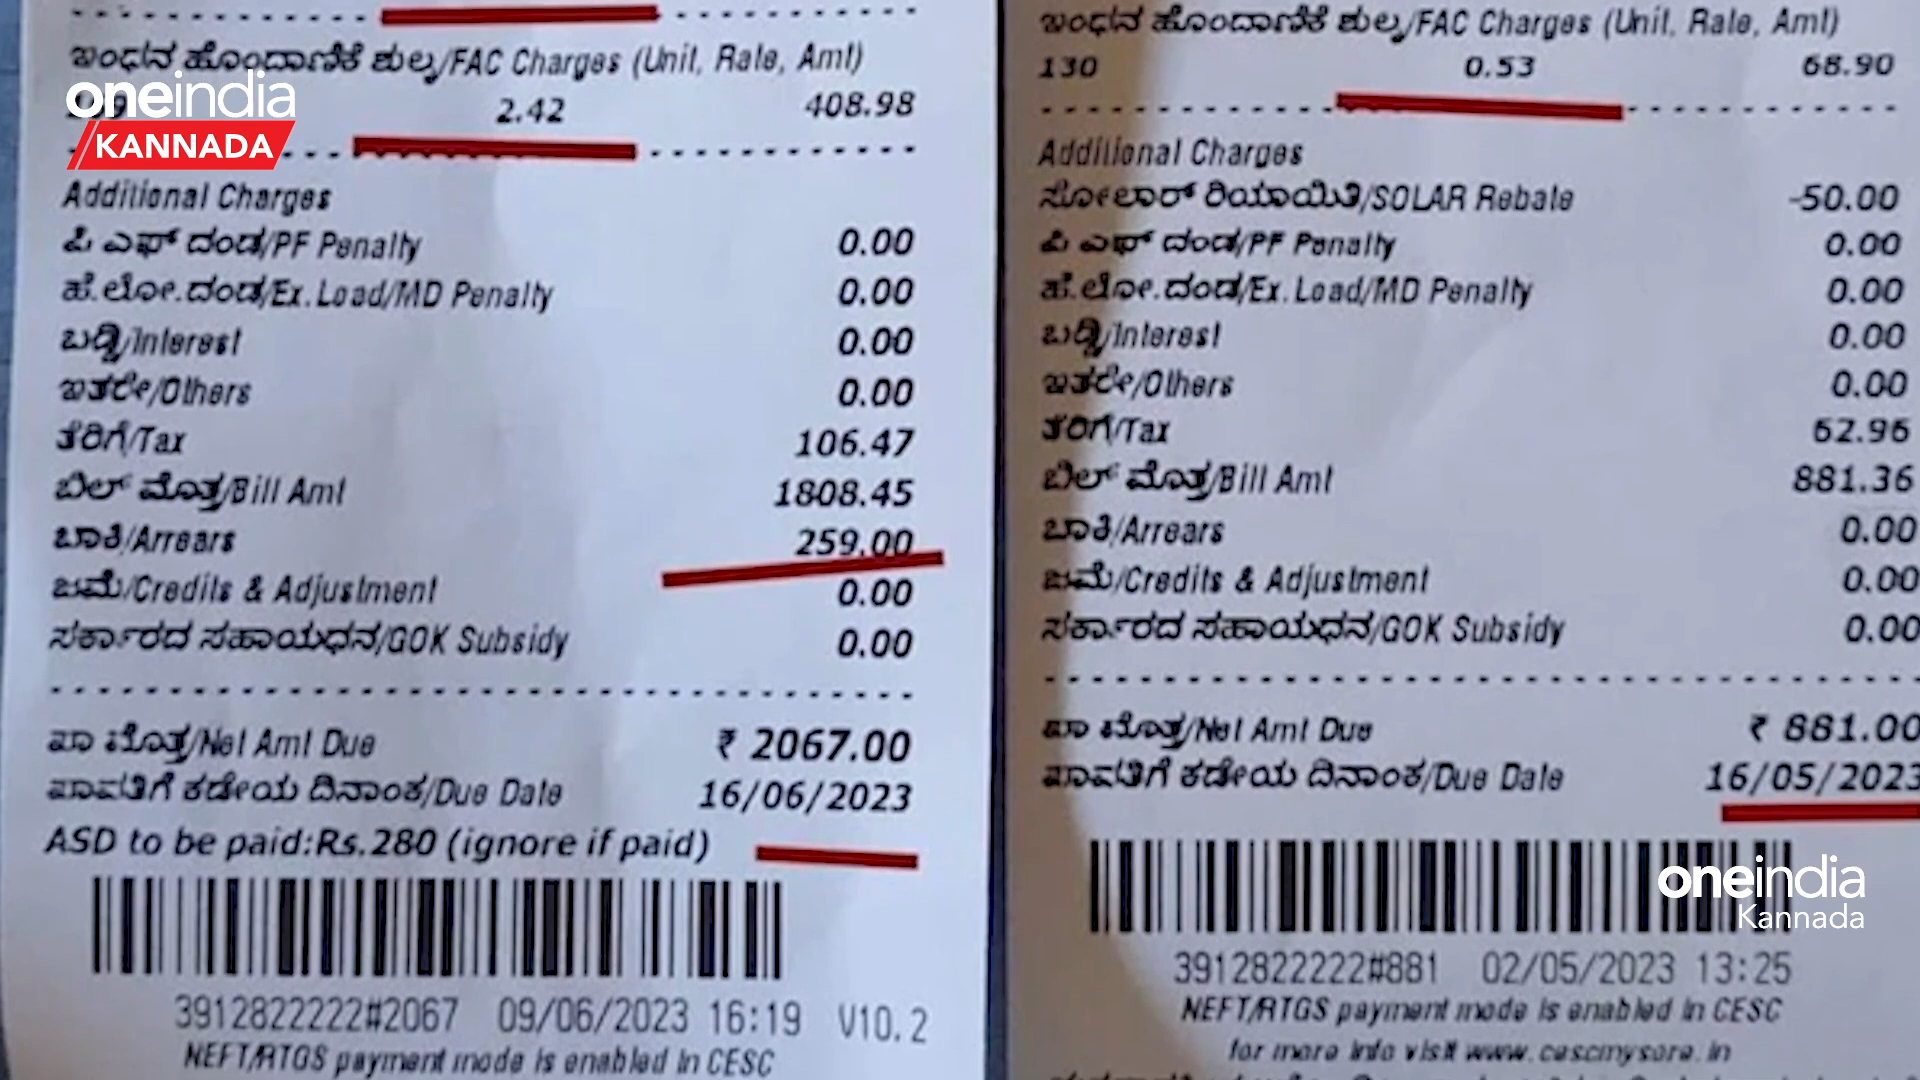 ಇಂಧನ ಹೊಂದಾಣಿಕೆ ಶುಲ್ಕ/FAC Charges (Unit, Rate, Amt)
2.42 408.98
oneindia
KANNADA
Additional Charges
ಪಿ ಎಫ್ ದಂಡ/PF Penalty 0.00
ಹೆ.ಲೋ.ದಂಡ/Ex.Load/MD Penalty 0.00
ಬಡ್ಡಿ/Interest 0.00
ಇತರೇ/Others 0.00
ತೆರಿಗೆ/Tax 106.47
ಬಿಲ್ ಮೊತ್ತ/Bill Amt 1808.45
ಬಾಕಿ/Arrears 259.00
ಜಮೆ/Credits & Adjustment 0.00
ಸರ್ಕಾರದ ಸಹಾಯಧನ/GOK Subsidy 0.00
ಪಾ ಮೊತ್ತ/Net Amt Due ₹ 2067.00
ಪಾವತಿಗೆ ಕಡೇಯ ದಿನಾಂಕ/Due Date 16/06/2023
ASD to be paid:Rs.280 (ignore if paid)
3912822222#2067 09/06/2023 16:19 V10.2
NEFT/RTGS payment mode is enabled in CESC
ಇಂಧನ ಹೊಂದಾಣಿಕೆ ಶುಲ್ಕ/FAC Charges (Unit, Rate, Amt)
130 0.53 68.90
Additional Charges
ಸೋಲಾರ್ ರಿಯಾಯಿತಿ/SOLAR Rebate -50.00
ಪಿ ಎಫ್ ದಂಡ/PF Penalty 0.00
ಹೆ.ಲೋ.ದಂಡ/Ex.Load/MD Penalty 0.00
ಬಡ್ಡಿ/Interest 0.00
ಇತರೇ/Others 0.00
ತೆರಿಗೆ/Tax 62.96
ಬಿಲ್ ಮೊತ್ತ/Bill Amt 881.36
ಬಾಕಿ/Arrears 0.00
ಜಮೆ/Credits & Adjustment 0.00
ಸರ್ಕಾರದ ಸಹಾಯಧನ/GOK Subsidy 0.00
ಪಾ ಮೊತ್ತ/Net Amt Due ₹ 881.00
ಪಾವತಿಗೆ ಕಡೇಯ ದಿನಾಂಕ/Due Date 16/05/2023
oneindia
Kannada
3912822222#881 02/05/2023 13:25
NEFT/RTGS payment mode is enabled in CESC
for more info visit www.cescmysore.in